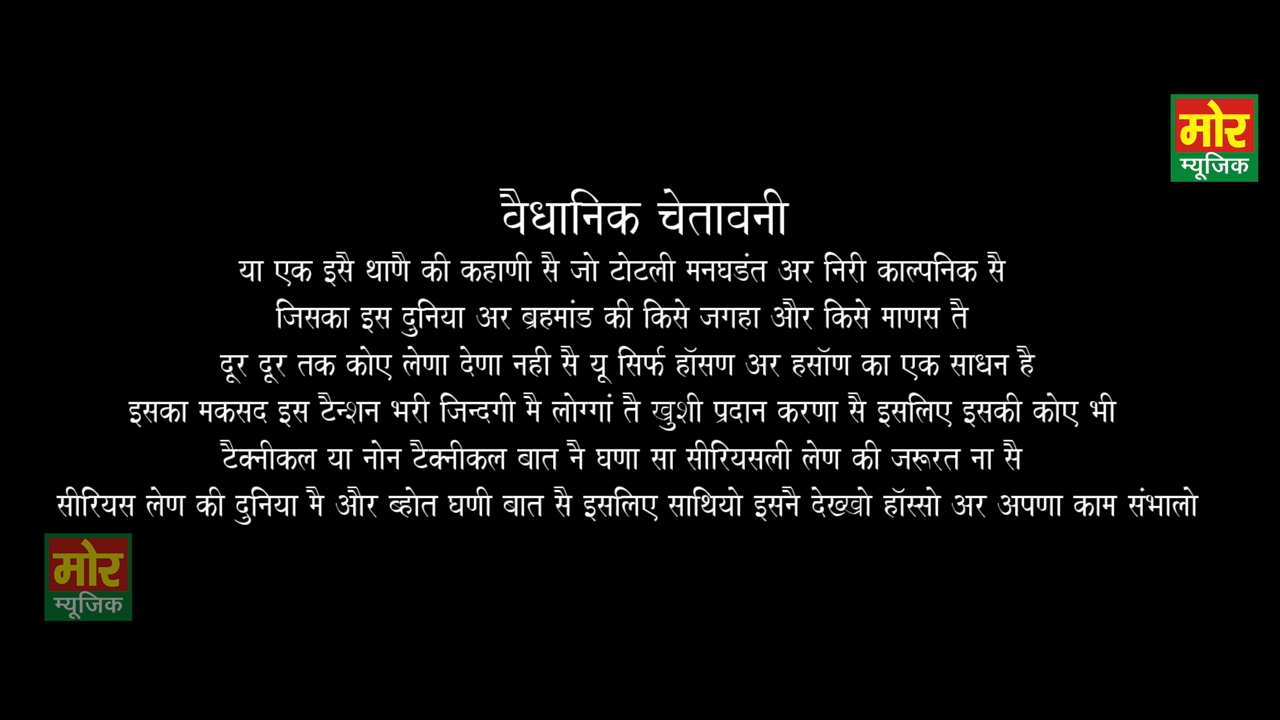 मोर
म्यूजिक
वैधानिक चेतावनी
या एक इसै थाणै की कहाणी सै जो टोटली मनघडंत अर निरी काल्पनिक सै
जिसका इस दुनिया अर ब्रहमांड की किसे जगहा और किसे माणस तै
दूर दूर तक कोए लेणा देणा नही सै यू सिर्फ हॉसण अर हसॉण का एक साधन है
इसका मकसद इस टैन्शन भरी जिन्दगी मै लोग्गां तै खुशी प्रदान करणा सै इसलिए इसकी कोए भी
टैक्नीकल या नोन टैक्नीकल बात नै घणा सा सीरियसली लेण की जरूरत ना सै
सीरियस लेण की दुनिया मै और ब्होत घणी बात सै इसलिए साथियो इसनै देख्खो हॉस्सो अर अपणा काम संभालो
मोर
म्यूजिक